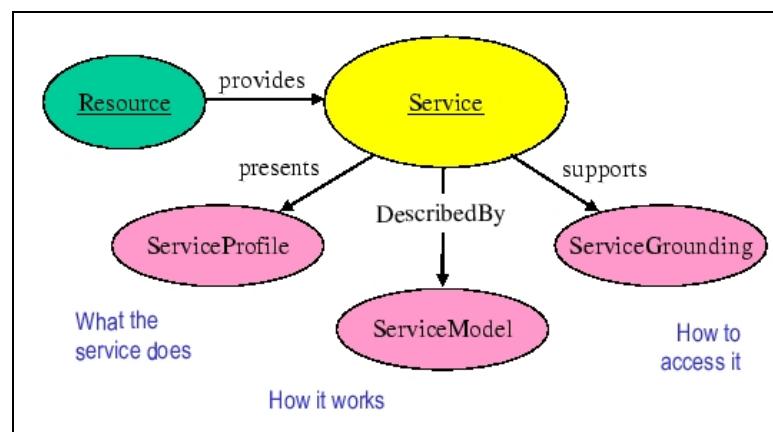 provides
Resource
Service
presents
supports
DescribedBy
ServiceProfile
ServiceGrounding
What the
service does
ServiceModel
How to
access it
How it works